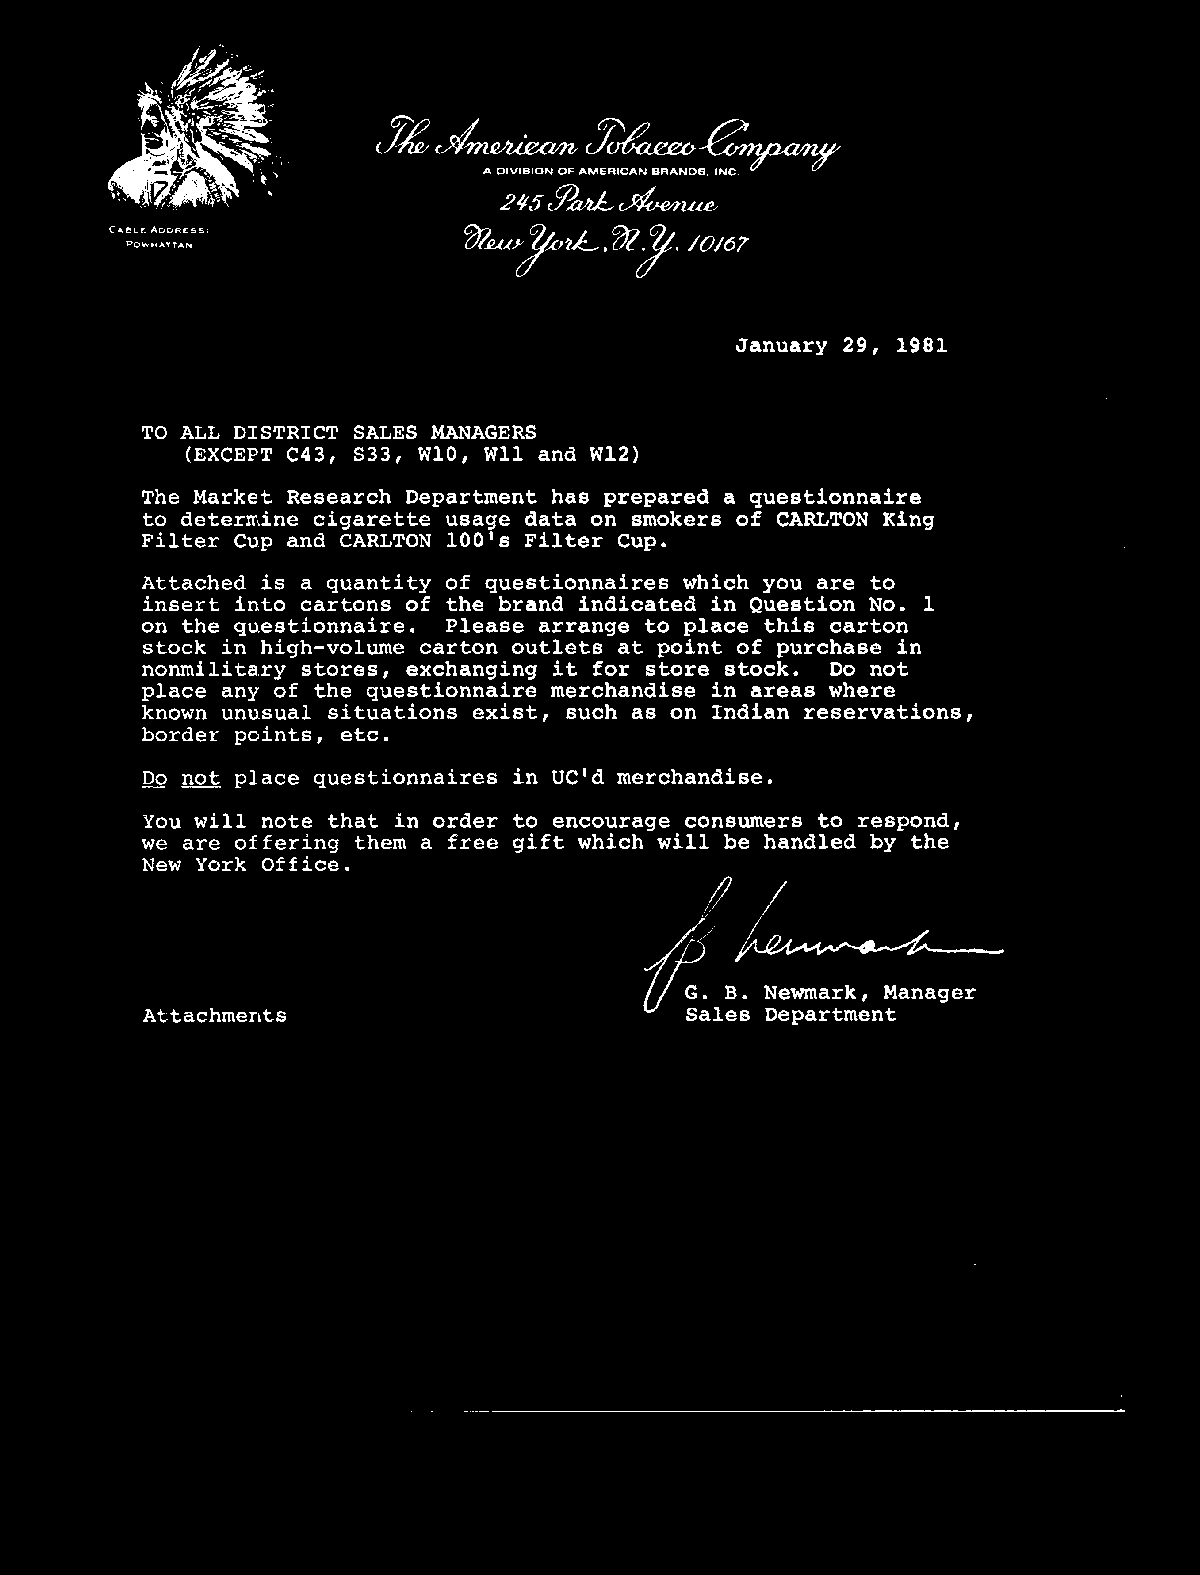 The American Tobacco Company
A DIVISION OF AMERICAN BRANDS, INC.
245 Park Avenue
New York, N.Y. 10167
CABLE ADDRESS:
POWHATTAN
January 29, 1981
TO ALL DISTRICT SALES MANAGERS
(EXCEPT C43, S33, W10, W11 and W12)
The Market Research Department has prepared a questionnaire
to determine cigarette usage data on smokers of CARLTON King
Filter Cup and CARLTON 100's Filter Cup.
Attached is a quantity of questionnaires which you are to
insert into cartons of the brand indicated in Question No. 1
on the questionnaire. Please arrange to place this carton
stock in high-volume carton outlets at point of purchase in
nonmilitary stores, exchanging it for store stock. Do not
place any of the questionnaire merchandise in areas where
known unusual situations exist, such as on Indian reservations,
border points, etc.
Do not place questionnaires in UC'd merchandise.
You will note that in order to encourage consumers to respond,
we are offering them a free gift which will be handled by the
New York Office.
G. B. Newmark, Manager
Attachments Sales Department